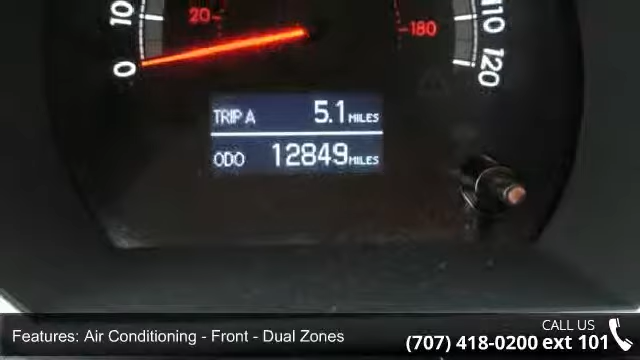 10
20
0
110
180
120
TRIP A 5.1 MILES
ODO 12849 MILES
Features: Air Conditioning - Front - Dual Zones
CALL US
(707) 418-0200 ext 101